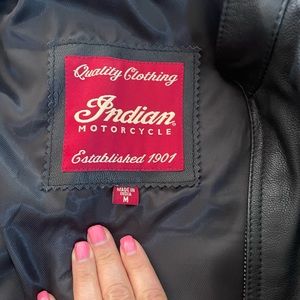 Quality Clothing
Indian
MOTORCYCLE
Established 1901
MADE IN
INDIA
M